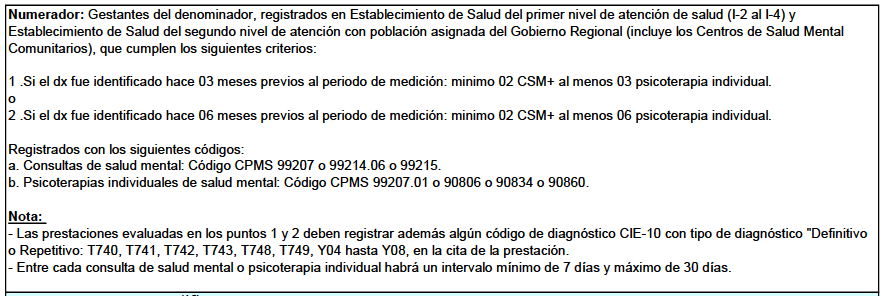 Numerador: Gestantes del denominador, registrados en Establecimiento de Salud del primer nivel de atención de salud (I-2 al I-4) y
Establecimiento de Salud del segundo nivel de atención con población asignada del Gobierno Regional (incluye los Centros de Salud Mental
Comunitarios), que cumplen los siguientes criterios:
1 .Si el dx fue identificado hace 03 meses previos al periodo de medición: minimo 02 CSM+ al menos 03 psicoterapia individual.
o
2 .Si el dx fue identificado hace 06 meses previos al periodo de medición: minimo 02 CSM+ al menos 06 psicoterapia individual.
Registrados con los siguientes códigos:
a. Consultas de salud mental: Código CPMS 99207 o 99214.06 o 99215.
b. Psicoterapias individuales de salud mental: Código CPMS 99207.01 o 90806 o 90834 o 90860.
Nota:
- Las prestaciones evaluadas en los puntos 1 y 2 deben registrar además algún código de diagnóstico CIE-10 con tipo de diagnóstico "Definitivo
o Repetitivo: T740, T741, T742, T743, T748, T749, Y04 hasta Y08, en la cita de la prestación.
- Entre cada consulta de salud mental o psicoterapia individual habrá un intervalo mínimo de 7 días y máximo de 30 días.